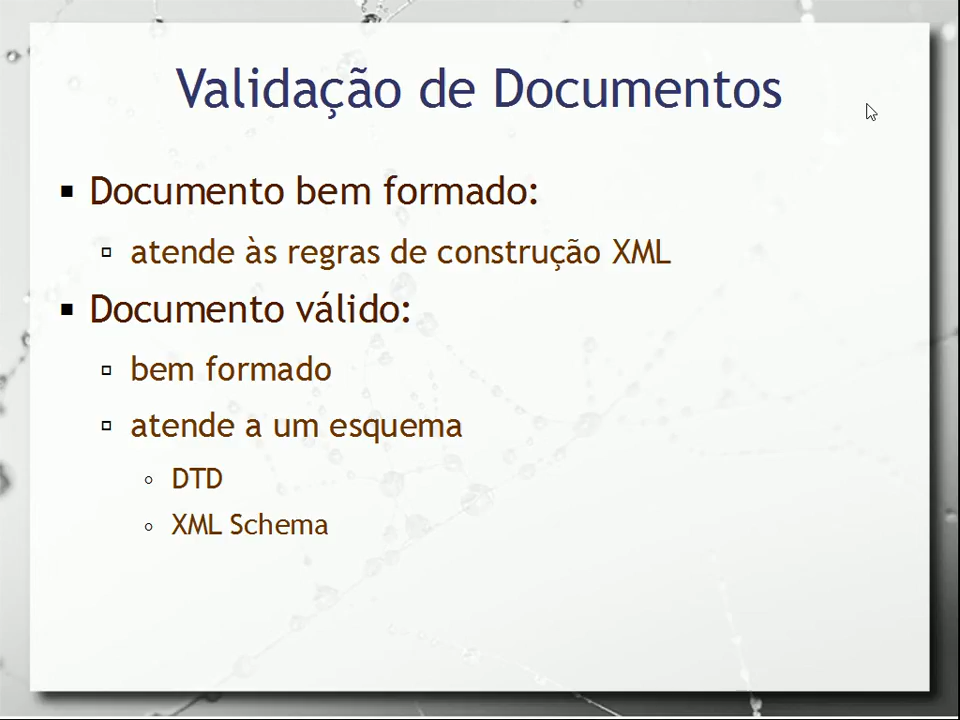 Validação de Documentos
Documento bem formado:
atende às regras de construção XML
Documento válido:
bem formado
atende a um esquema
DTD
XML Schema